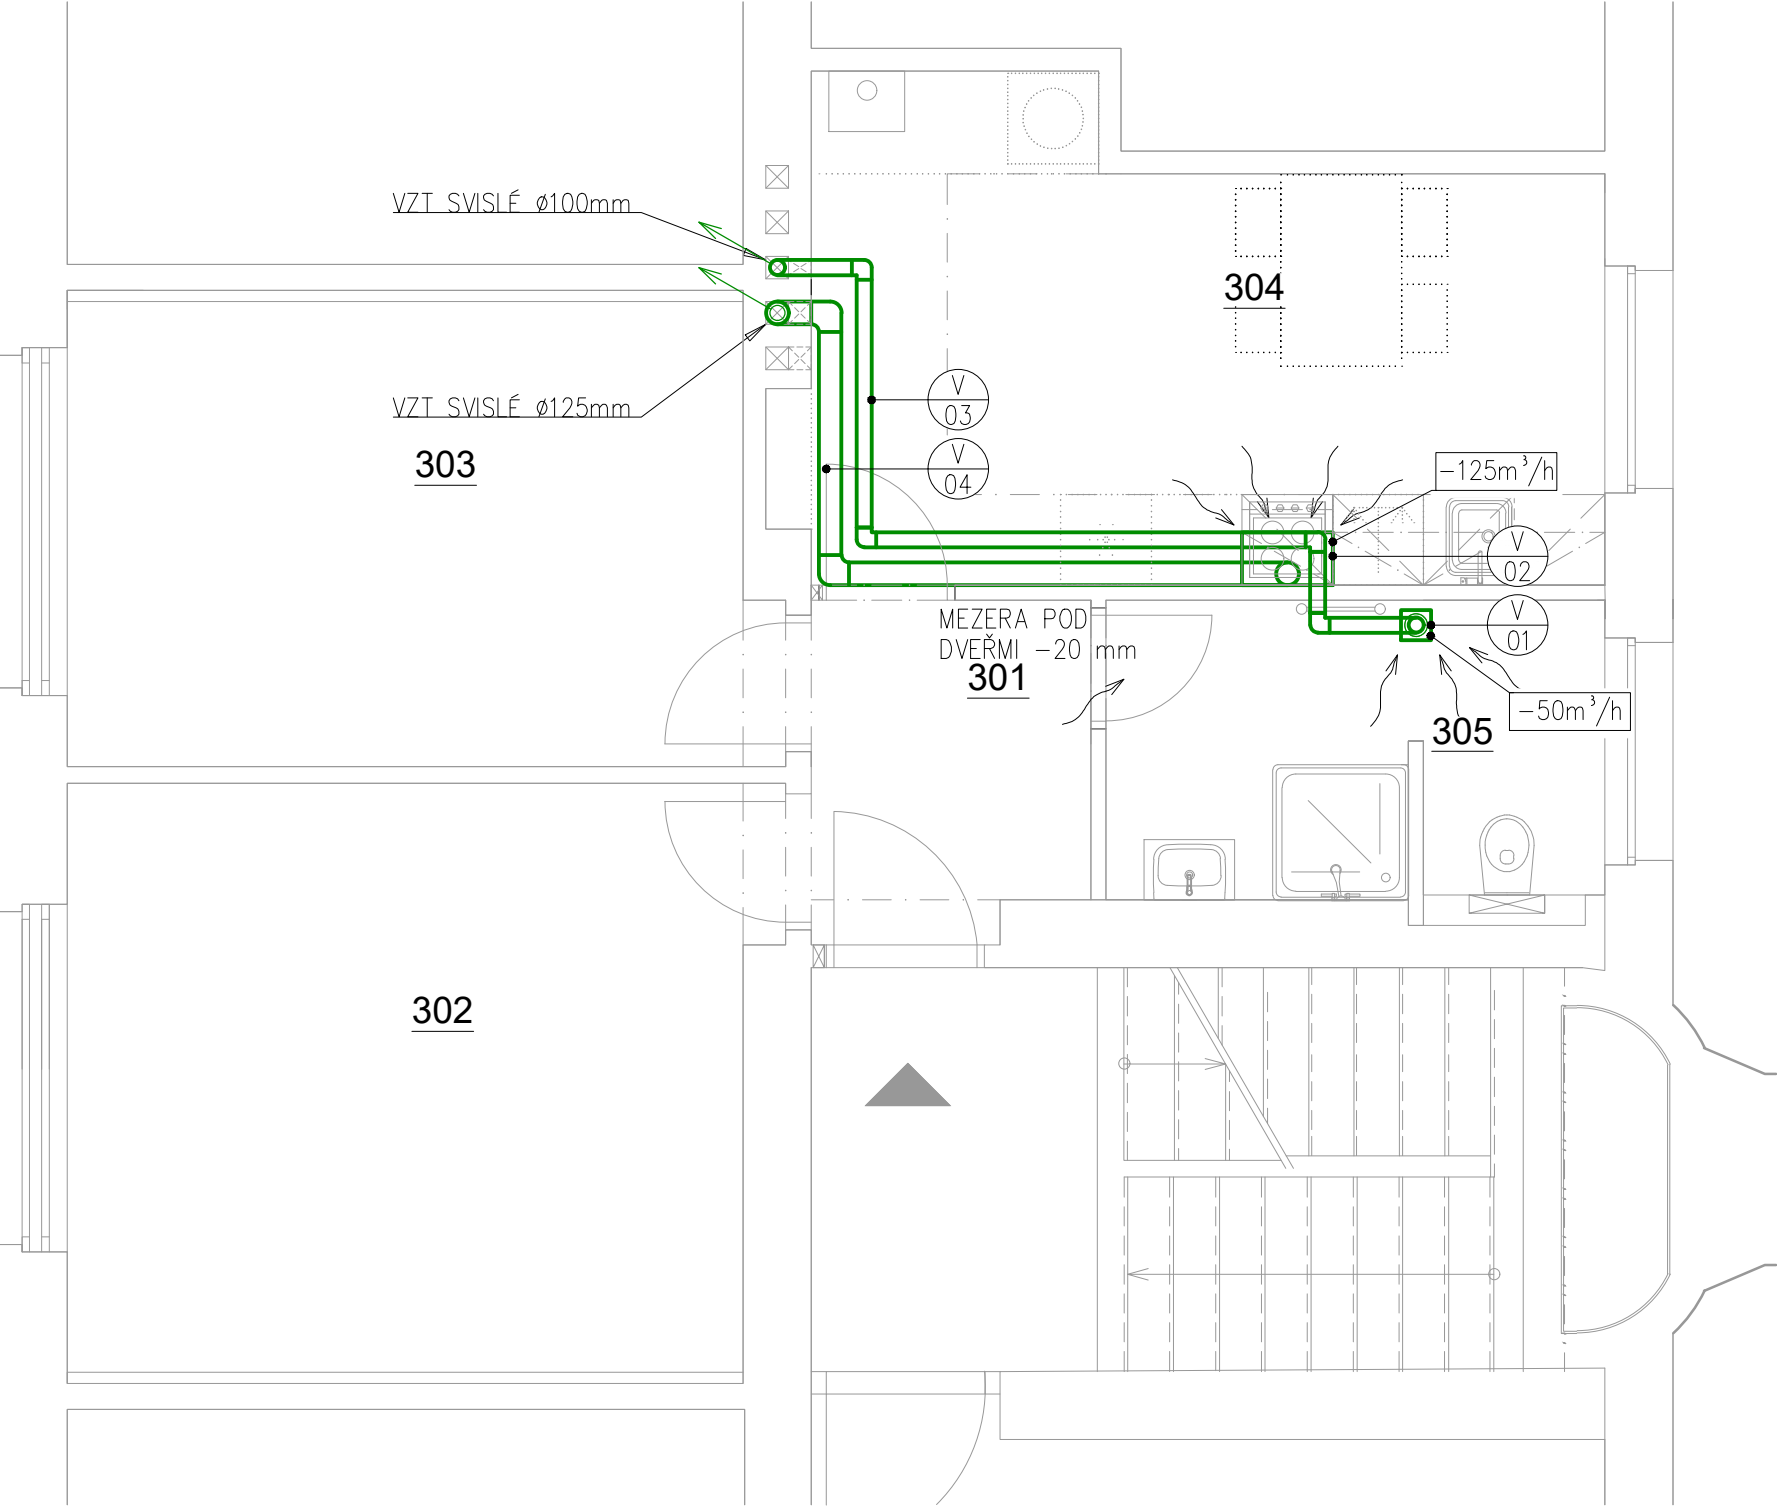 VZT SVISLÉ ø100mm
304
V
03
VZT SVISLÉ ø125mm
303
V
04
-125m³/h
V
02
MEZERA POD
DVEŘMI -20 mm
301
V
01
-50m³/h
305
302